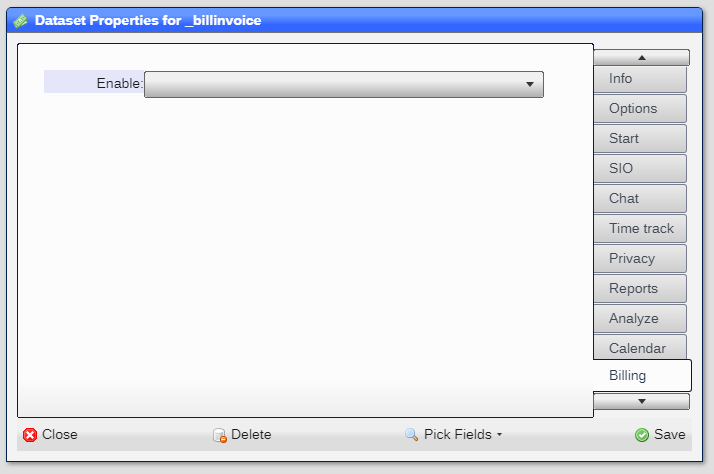 Dataset Properties for _billinvoice
Enable:
Info
Options
Start
SIO
Chat
Time track
Privacy
Reports
Analyze
Calendar
Billing
Close
Delete
Pick Fields
Save